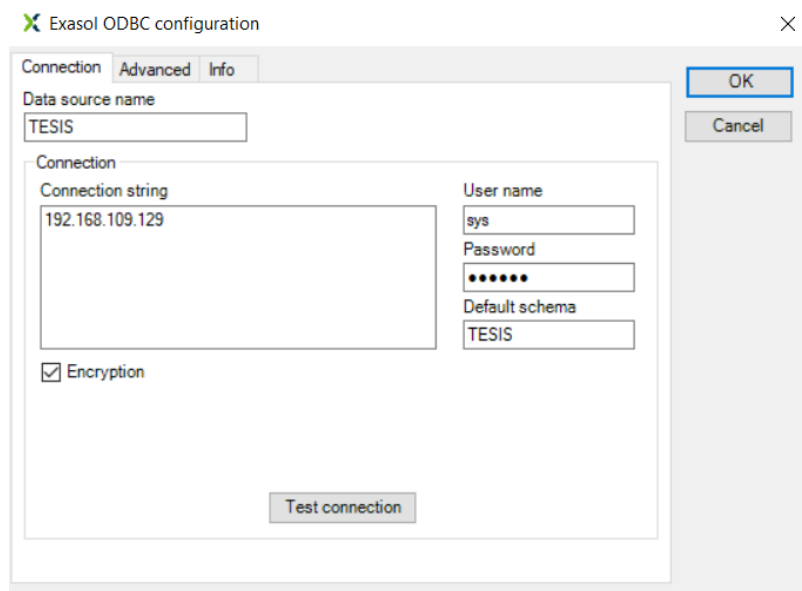 Exasol ODBC configuration
Connection Advanced Info
OK
Cancel
Data source name
TESIS
Connection
Connection string
192.168.109.129
User name
sys
Password
●●●●●●
Default schema
TESIS
Encryption
Test connection